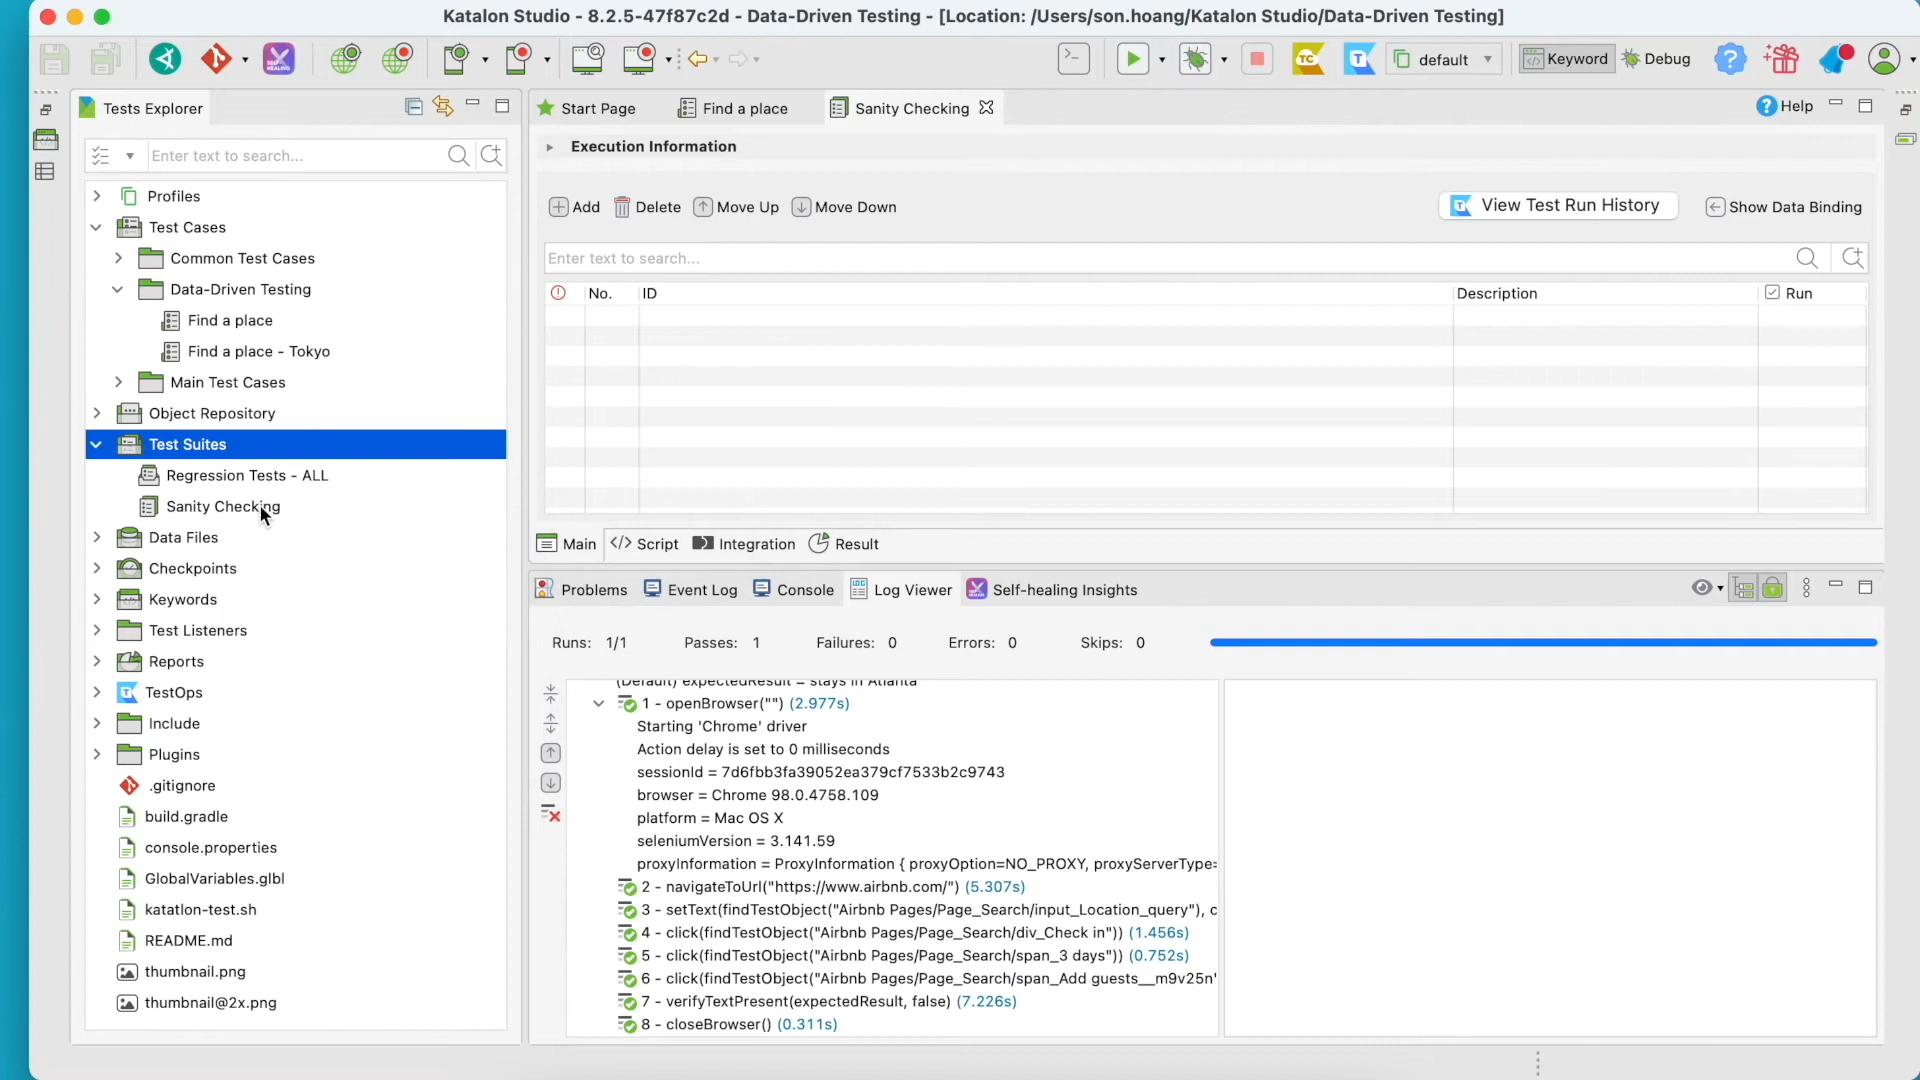 Katalon Studio - 8.2.5-47f87c2d - Data-Driven Testing - [Location: /Users/son.hoang/Katalon Studio/Data-Driven Testing]
SELF-HEALING
TC
T
default
Keyword
Debug
Tests Explorer
Start Page
Find a place
Sanity Checking
Help
Enter text to search...
Execution Information
Profiles
Test Cases
Common Test Cases
Data-Driven Testing
Find a place
Find a place - Tokyo
Main Test Cases
Object Repository
Test Suites
Regression Tests - ALL
Sanity Checking
Data Files
Checkpoints
Keywords
Test Listeners
Reports
TestOps
Include
Plugins
.gitignore
build.gradle
console.properties
GlobalVariables.glbl
katatlon-test.sh
README.md
thumbnail.png
thumbnail@2x.png
Add Delete Move Up Move Down View Test Run History Show Data Binding
Enter text to search...
No. ID Description Run
Main Script Integration Result
Problems Event Log Console Log Viewer Self-healing Insights
Runs: 1/1 Passes: 1 Failures: 0 Errors: 0 Skips: 0
(Default) expectedResult = stays in Atlanta
1 - openBrowser("") (2.977s)
Starting 'Chrome' driver
Action delay is set to 0 milliseconds
sessionId = 7d6fbb3fa39052ea379cf7533b2c9743
browser = Chrome 98.0.4758.109
platform = Mac OS X
seleniumVersion = 3.141.59
proxyInformation = ProxyInformation { proxyOption=NO_PROXY, proxyServerType=
2 - navigateToUrl("https://www.airbnb.com/") (5.307s)
3 - setText(findTestObject("Airbnb Pages/Page_Search/input_Location_query"), c
4 - click(findTestObject("Airbnb Pages/Page_Search/div_Check in")) (1.456s)
5 - click(findTestObject("Airbnb Pages/Page_Search/span_3 days")) (0.752s)
6 - click(findTestObject("Airbnb Pages/Page_Search/span_Add guests__m9v25n"
7 - verifyTextPresent(expectedResult, false) (7.226s)
8 - closeBrowser() (0.311s)